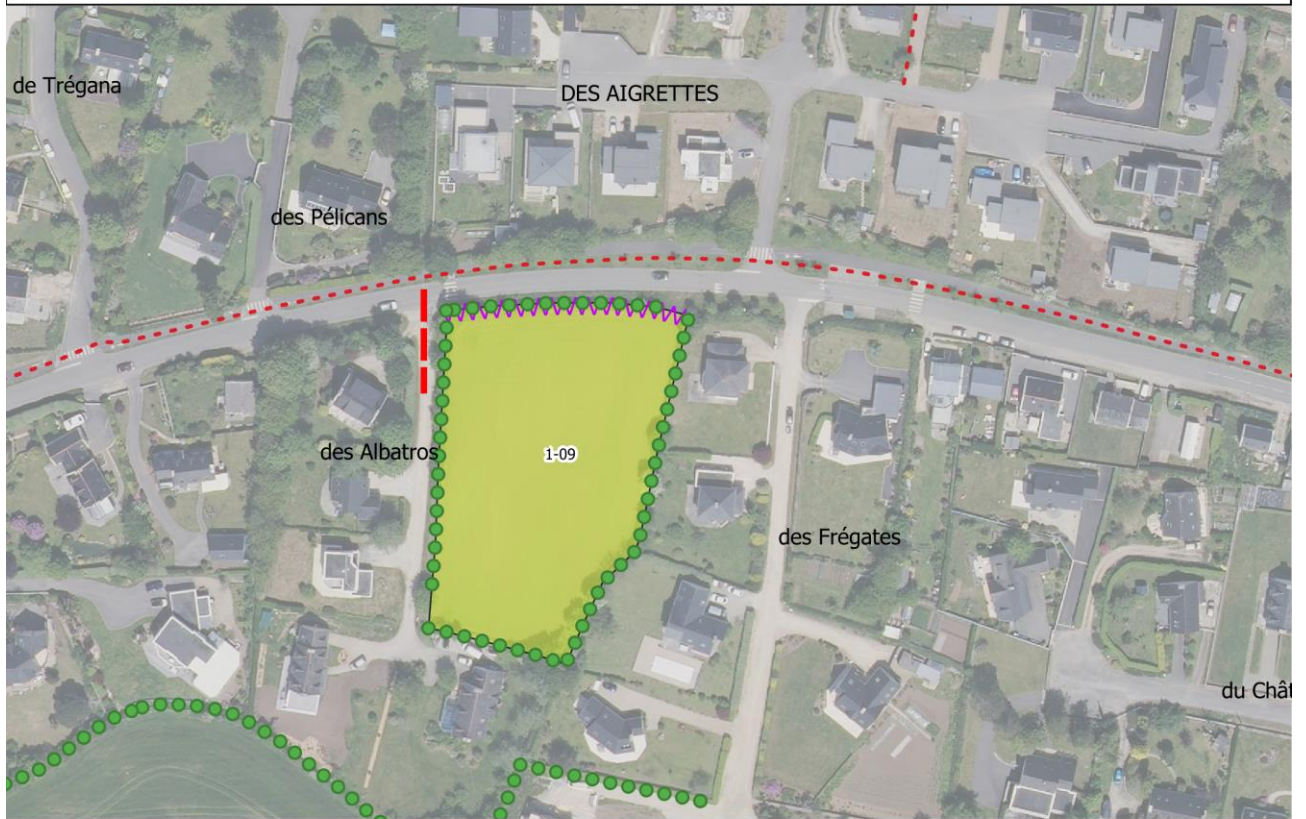 de Trégana
DES AIGRETTES
des Pélicans
des Albatros
1-09
des Frégates
du Chât